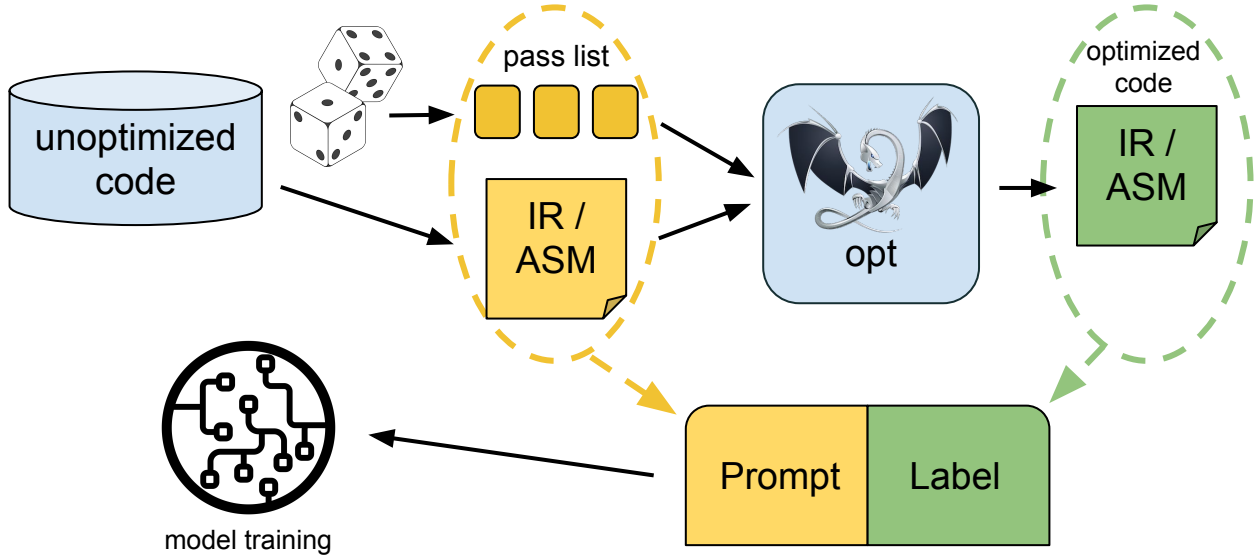 unoptimized
code
pass list
IR /
ASM
opt
optimized
code
IR /
ASM
Prompt
Label
model training